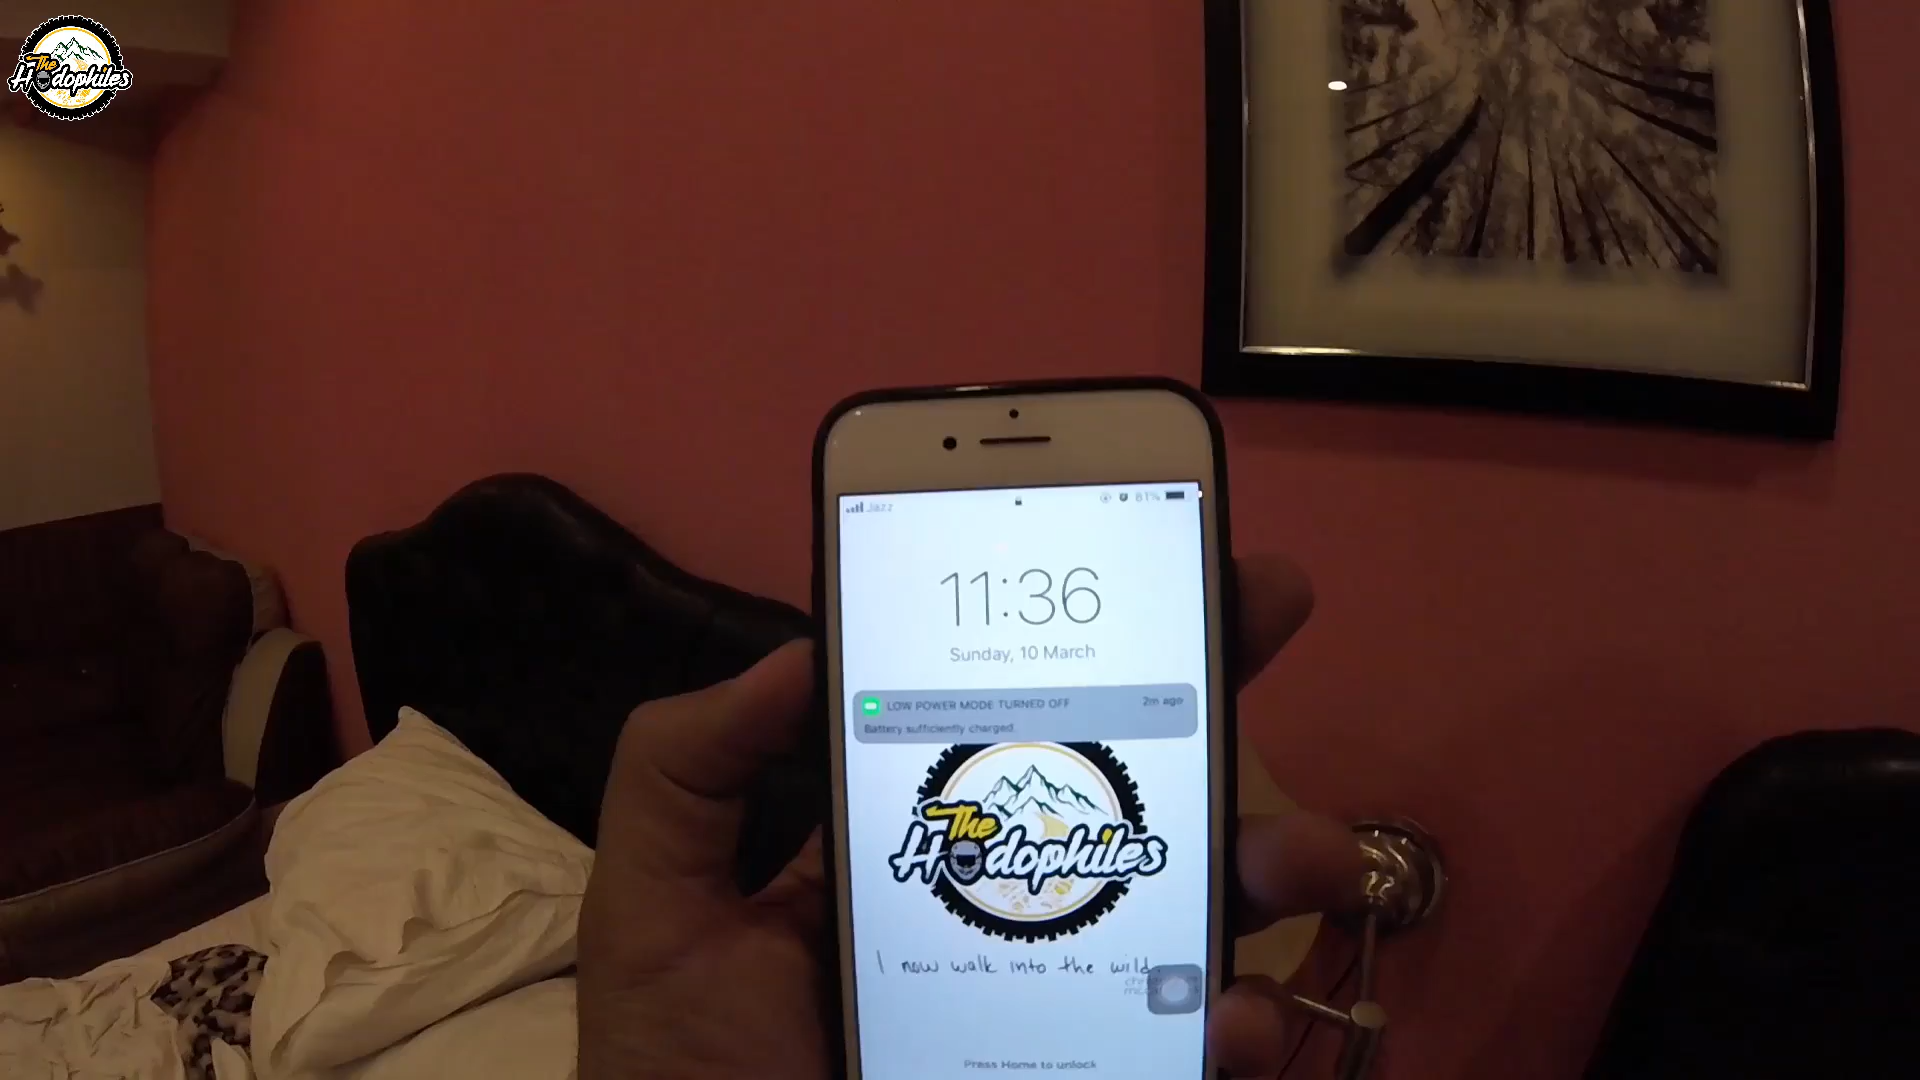 The
Hodophiles
Jazz
81%
11:36
Sunday, 10 March
LOW POWER MODE TURNED OFF
2m ago
Battery sufficiently charged.
The
Hodophiles
I now walk into the wild.
Press Home to unlock